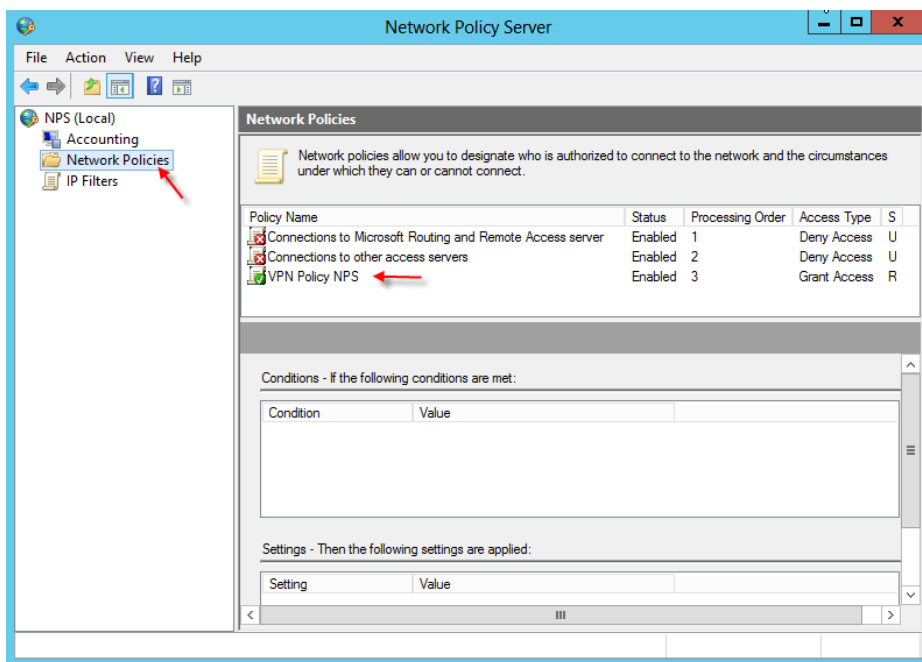 Network Policy Server
File Action View Help
NPS (Local)
Accounting
Network Policies
IP Filters
Network Policies
Network policies allow you to designate who is authorized to connect to the network and the circumstances
under which they can or cannot connect.
Policy Name Status Processing Order Access Type S
Connections to Microsoft Routing and Remote Access server Enabled 1 Deny Access U
Connections to other access servers Enabled 2 Deny Access U
VPN Policy NPS Enabled 3 Grant Access R
Conditions - If the following conditions are met:
Condition Value
Settings - Then the following settings are applied:
Setting Value